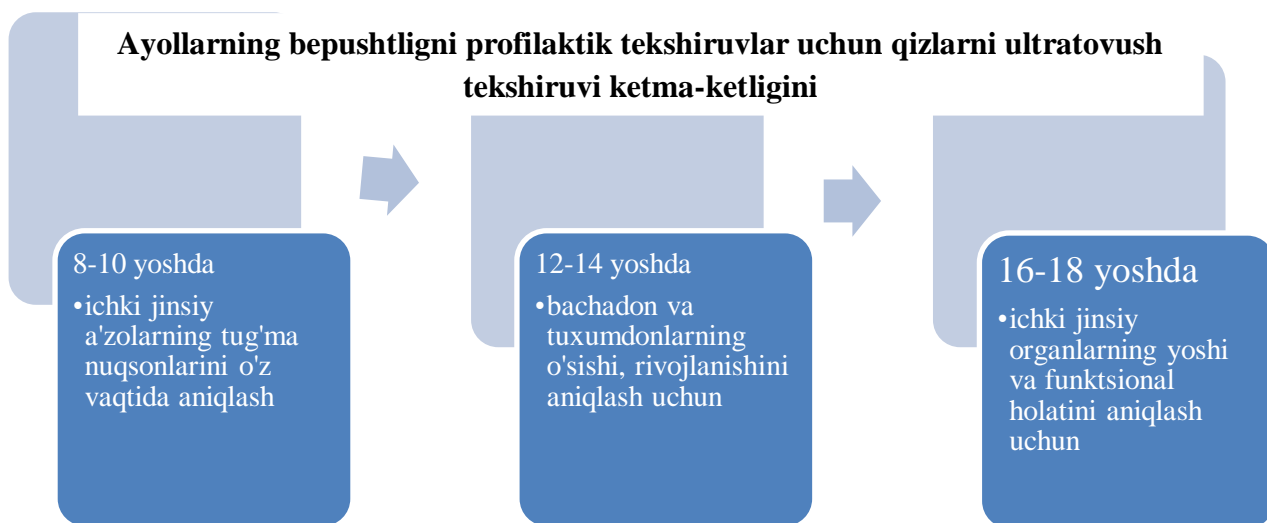 Ayollarning bepushtligni profilaktik tekshiruvlar uchun qizlarni ultratovush
tekshiruvi ketma-ketligini
8-10 yoshda
•ichki jinsiy
a'zolarning tug'ma
nuqsonlarini o'z
vaqtida aniqlash
12-14 yoshda
•bachadon va
tuxumdonlarning
o'sishi, rivojlanishini
aniqlash uchun
16-18 yoshda
•ichki jinsiy
organlarning yoshi
va funktsional
holatini aniqlash
uchun